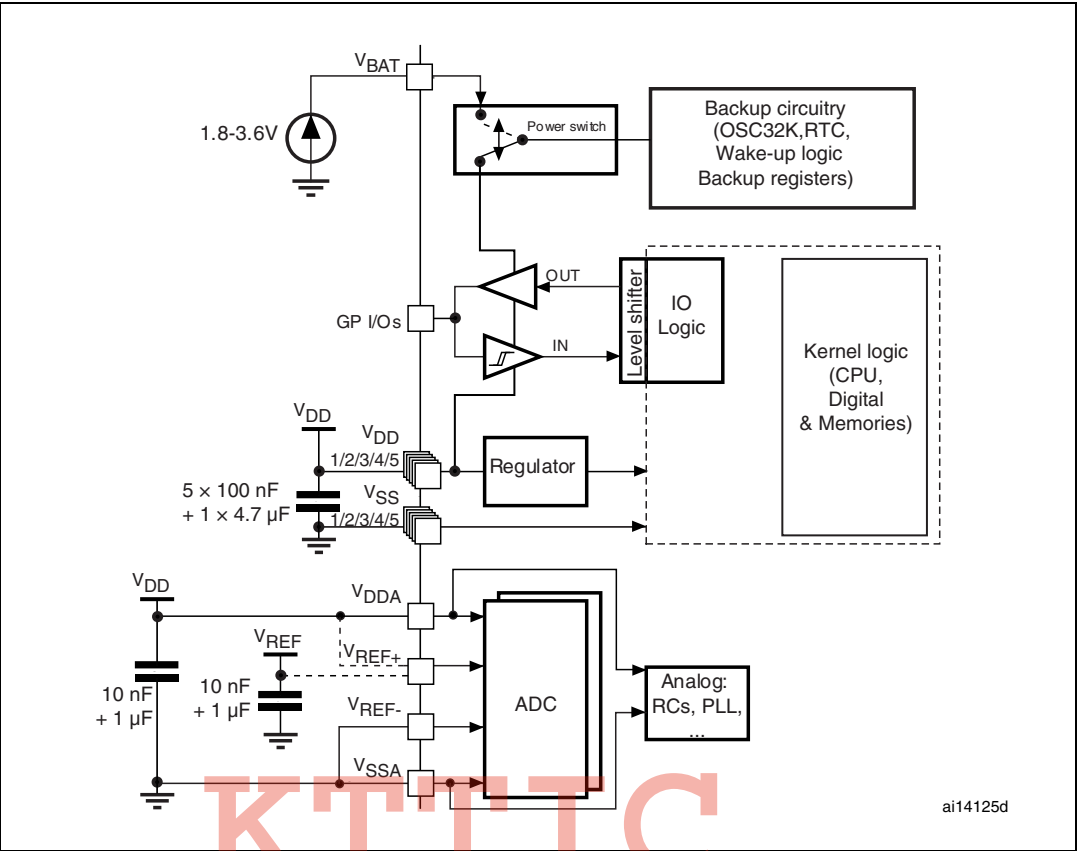 VBAT
1.8-3.6V
Power switch
Backup circuitry
(OSC32K,RTC,
Wake-up logic
Backup registers)
OUT
GP I/Os
IN
Level shifter
IO
Logic
Kernel logic
(CPU,
Digital
& Memories)
VDD
VDD
1/2/3/4/5
Regulator
5 × 100 nF
+ 1 × 4.7 µF
VSS
1/2/3/4/5
VDD
VDDA
VREF
VREF+
10 nF
+ 1 µF
10 nF
+ 1 µF
VREF-
ADC
Analog:
RCs, PLL,
...
VSSA
KTTTC
ai14125d